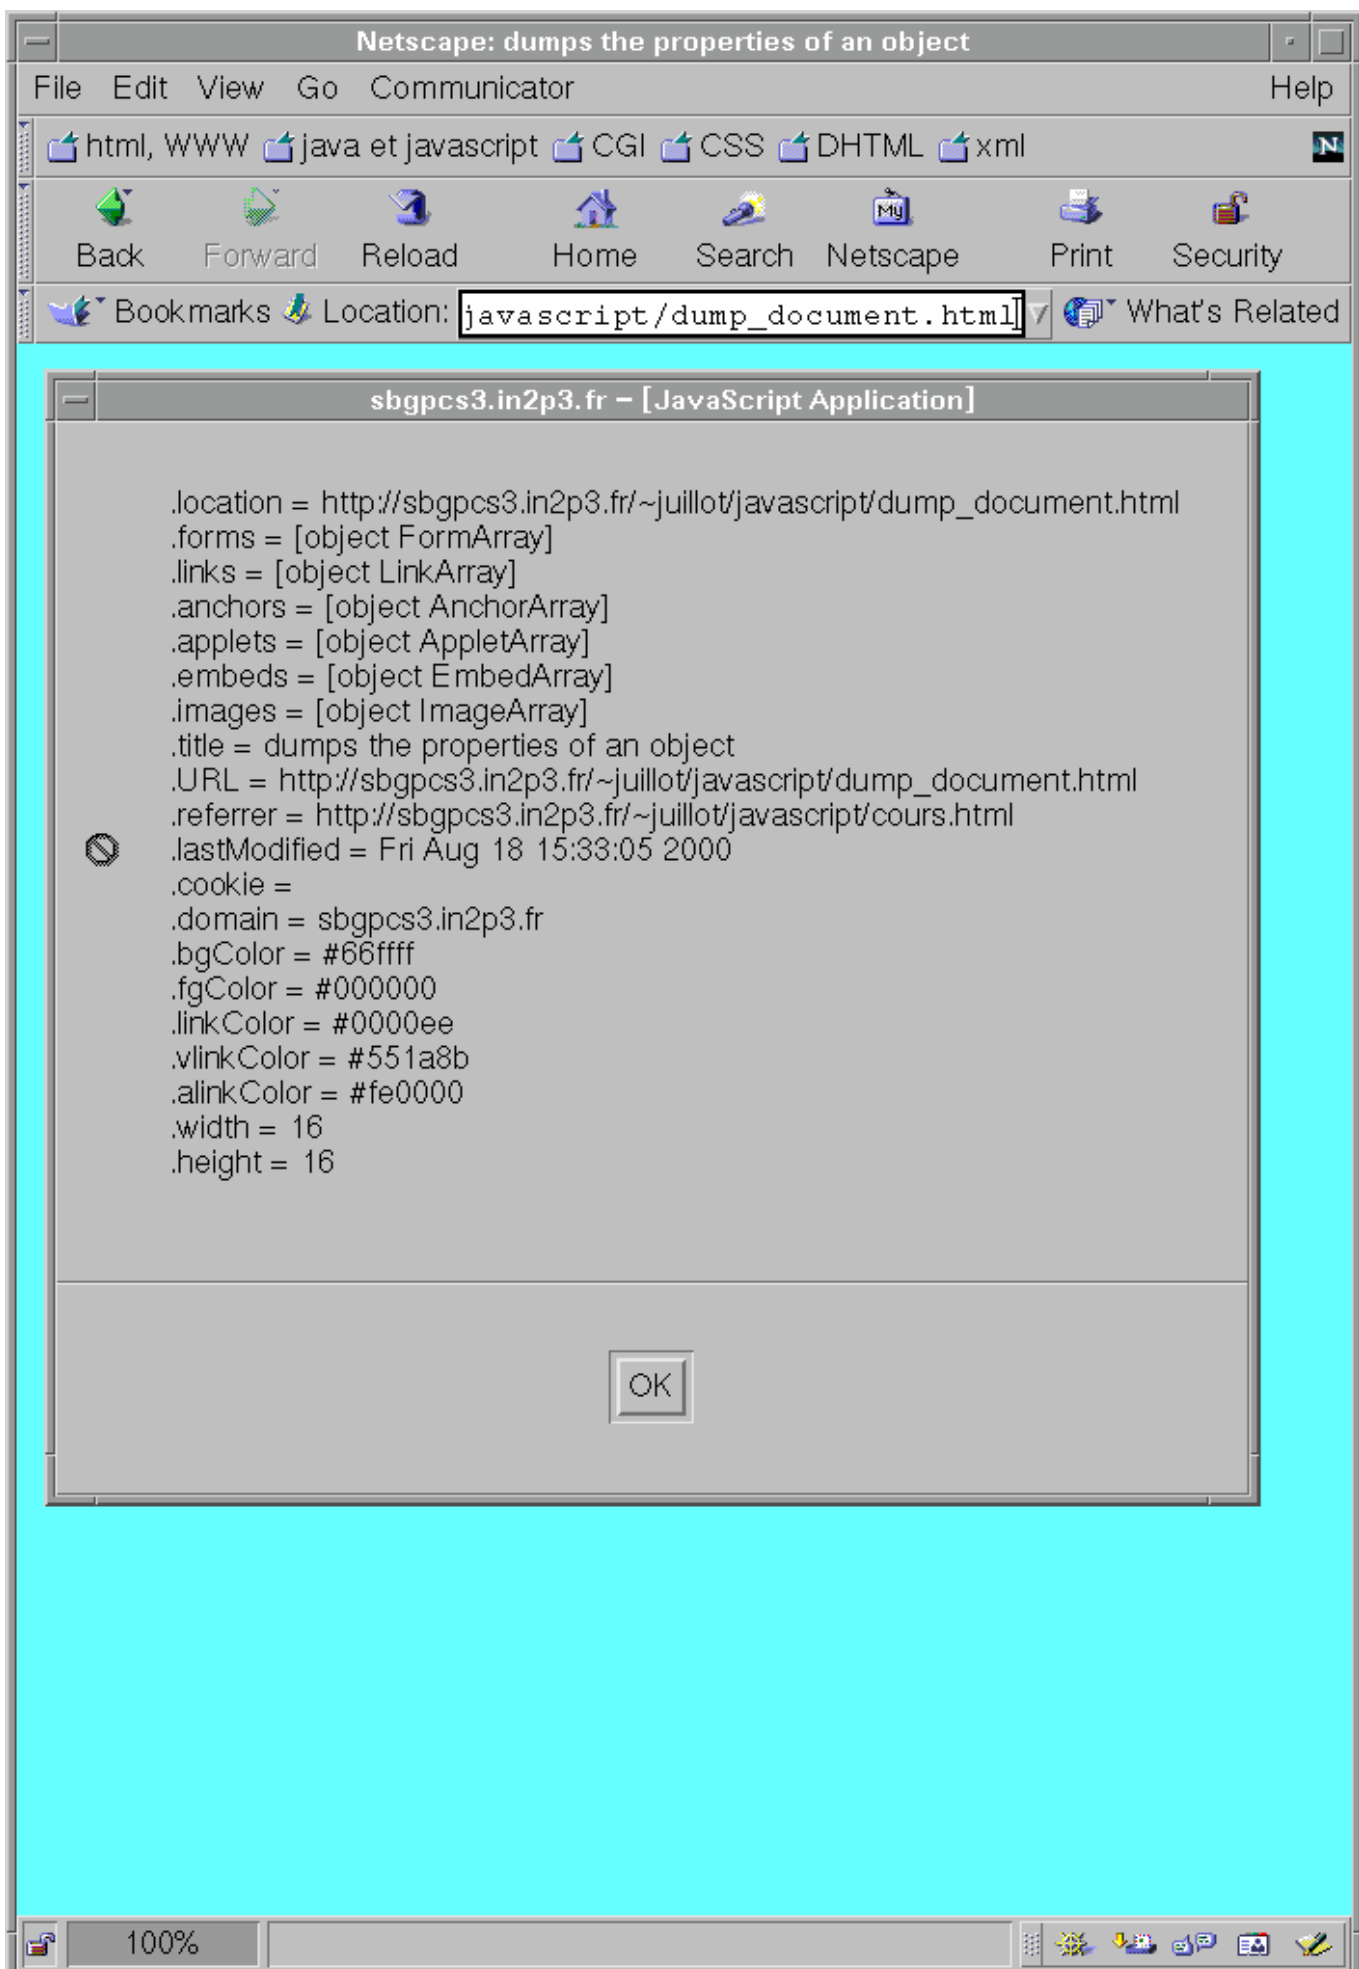 Netscape: dumps the properties of an object
File Edit View Go Communicator Help
html, WWW java et javascript CGI CSS DHTML xml N
My
Back Forward Reload Home Search Netscape Print Security
Bookmarks Location: javascript/dump_document.html What's Related
sbgpcs3.in2p3.fr – [JavaScript Application]
.location = http://sbgpcs3.in2p3.fr/~juillot/javascript/dump_document.html
.forms = [object FormArray]
.links = [object LinkArray]
.anchors = [object AnchorArray]
.applets = [object AppletArray]
.embeds = [object EmbedArray]
.images = [object ImageArray]
.title = dumps the properties of an object
.URL = http://sbgpcs3.in2p3.fr/~juillot/javascript/dump_document.html
.referrer = http://sbgpcs3.in2p3.fr/~juillot/javascript/cours.html
.lastModified = Fri Aug 18 15:33:05 2000
.cookie =
.domain = sbgpcs3.in2p3.fr
.bgColor = #66ffff
.fgColor = #000000
.linkColor = #0000ee
.vlinkColor = #551a8b
.alinkColor = #fe0000
.width = 16
.height = 16
OK
100%